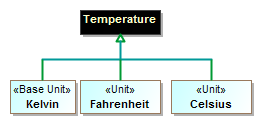 Temperature
«Base Unit» «Unit» «Unit»
Kelvin Fahrenheit Celsius